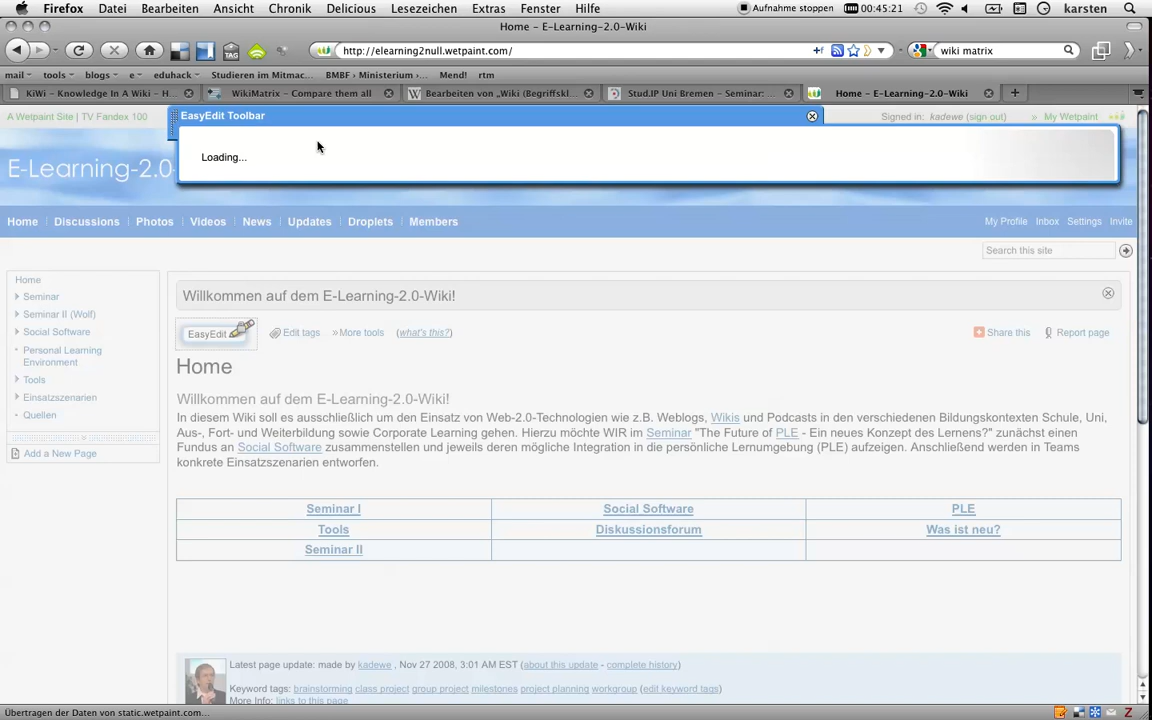 Firefox Datei Bearbeiten Ansicht Chronik Delicious Lesezeichen Extras Fenster Hilfe Aufnahme stoppen 00:45:21 karsten
Home - E-Learning-2.0-Wiki
http://elearning2null.wetpaint.com/ wiki matrix
mail tools blogs e eduhack Studieren im Mitmac... BMBF › Ministerium ›... Mend! rtm
KiWi - Knowledge In A Wiki - H... WikiMatrix - Compare them all Bearbeiten von „Wiki (Begriffskl... Stud.IP Uni Bremen - Seminar: ... Home - E-Learning-2.0-Wiki
A Wetpaint Site | TV Fandex 100 EasyEdit Toolbar Signed in: kadewe (sign out) » My Wetpaint
Loading...
E-Learning-2.0-
Home Discussions Photos Videos News Updates Droplets Members My Profile Inbox Settings Invite
Search this site
Home
Seminar
Seminar II (Wolf)
Social Software
Personal Learning
Environment
Tools
Einsatzszenarien
Quellen
Add a New Page
Willkommen auf dem E-Learning-2.0-Wiki!
EasyEdit Edit tags »More tools (what's this?) Share this Report page
Home
Willkommen auf dem E-Learning-2.0-Wiki!
In diesem Wiki soll es ausschließlich um den Einsatz von Web-2.0-Technologien wie z.B. Weblogs, Wikis und Podcasts in den verschiedenen Bildungskontexten Schule, Uni,
Aus-, Fort- und Weiterbildung sowie Corporate Learning gehen. Hierzu möchte WIR im Seminar "The Future of PLE - Ein neues Konzept des Lernens?" zunächst einen
Fundus an Social Software zusammenstellen und jeweils deren mögliche Integration in die persönliche Lernumgebung (PLE) aufzeigen. Anschließend werden in Teams
konkrete Einsatzszenarien entworfen.
Seminar I Social Software PLE
Tools Diskussionsforum Was ist neu?
Seminar II
Latest page update: made by kadewe , Nov 27 2008, 3:01 AM EST (about this update - complete history)
Keyword tags: brainstorming class project group project milestones project planning workgroup (edit keyword tags)
More Info: links to this page
Übertragen der Daten von static.wetpaint.com...